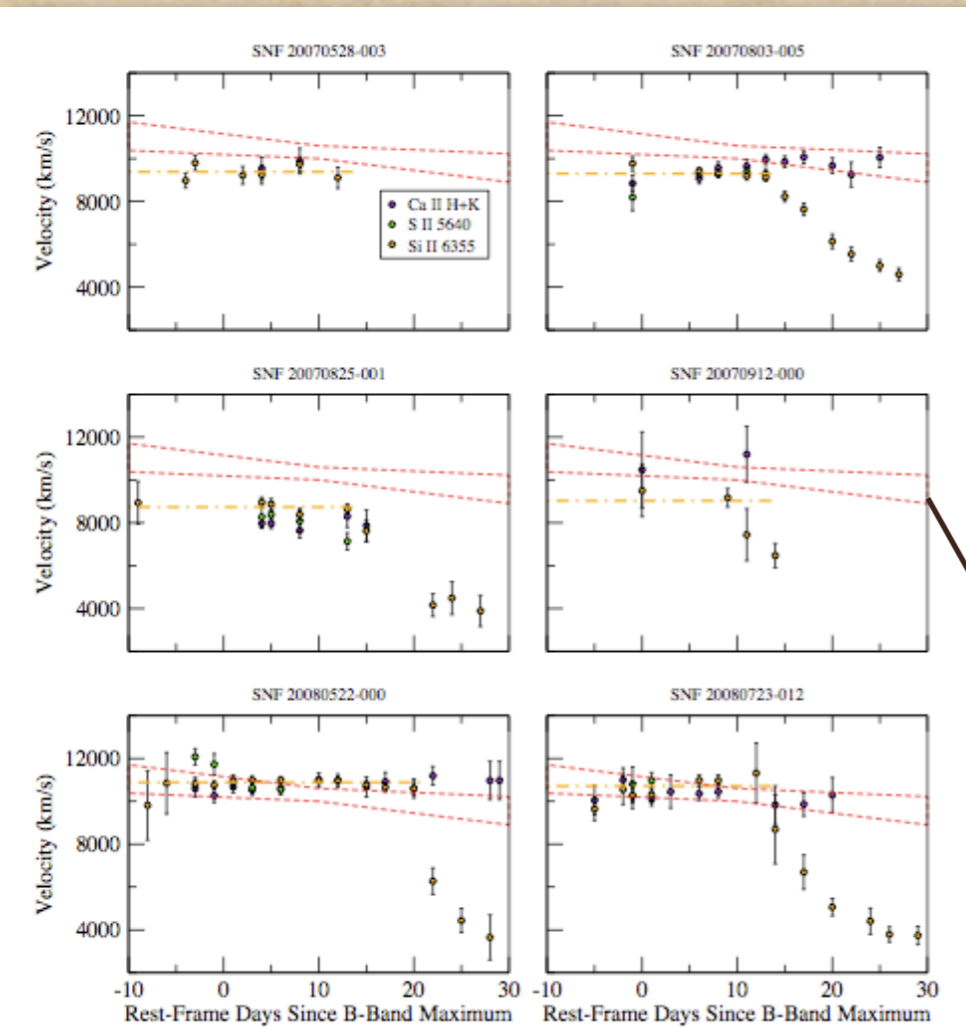 SNF 20070528-003
SNF 20070803-005
12000
8000
4000
Velocity (km/s)
Ca II H+K
S II 5640
Si II 6355
SNF 20070825-001
SNF 20070912-000
12000
8000
4000
Velocity (km/s)
SNF 20080522-000
SNF 20080723-012
12000
8000
4000
Velocity (km/s)
-10 0 10 20 30 -10 0 10 20 30
Rest-Frame Days Since B-Band Maximum Rest-Frame Days Since B-Band Maximum